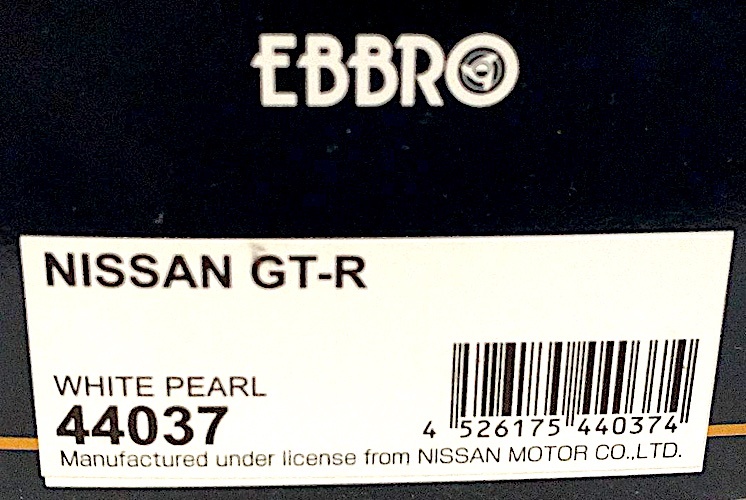 EBBRO
NISSAN GT-R
WHITE PEARL
44037
4 526175 440374
Manufactured under license from NISSAN MOTOR CO.,LTD.